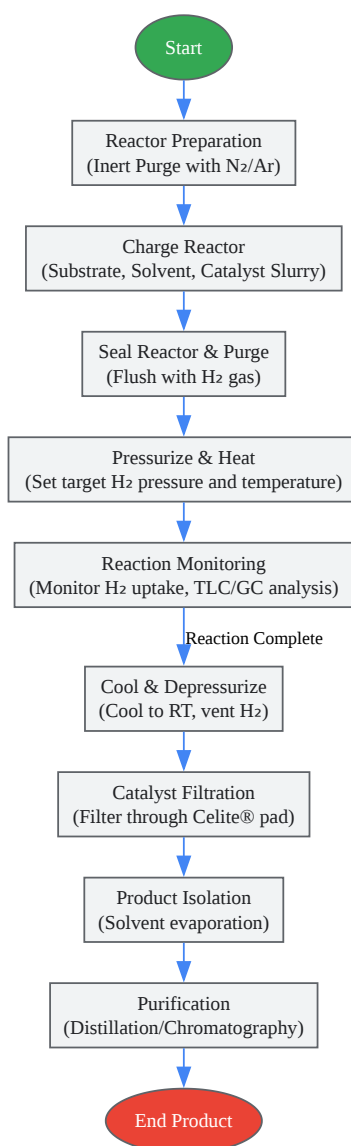 Start
Reactor Preparation
(Inert Purge with N₂/Ar)
Charge Reactor
(Substrate, Solvent, Catalyst Slurry)
Seal Reactor & Purge
(Flush with H₂ gas)
Pressurize & Heat
(Set target H₂ pressure and temperature)
Reaction Monitoring
(Monitor H₂ uptake, TLC/GC analysis)
Reaction Complete
Cool & Depressurize
(Cool to RT, vent H₂)
Catalyst Filtration
(Filter through Celite® pad)
Product Isolation
(Solvent evaporation)
Purification
(Distillation/Chromatography)
End Product